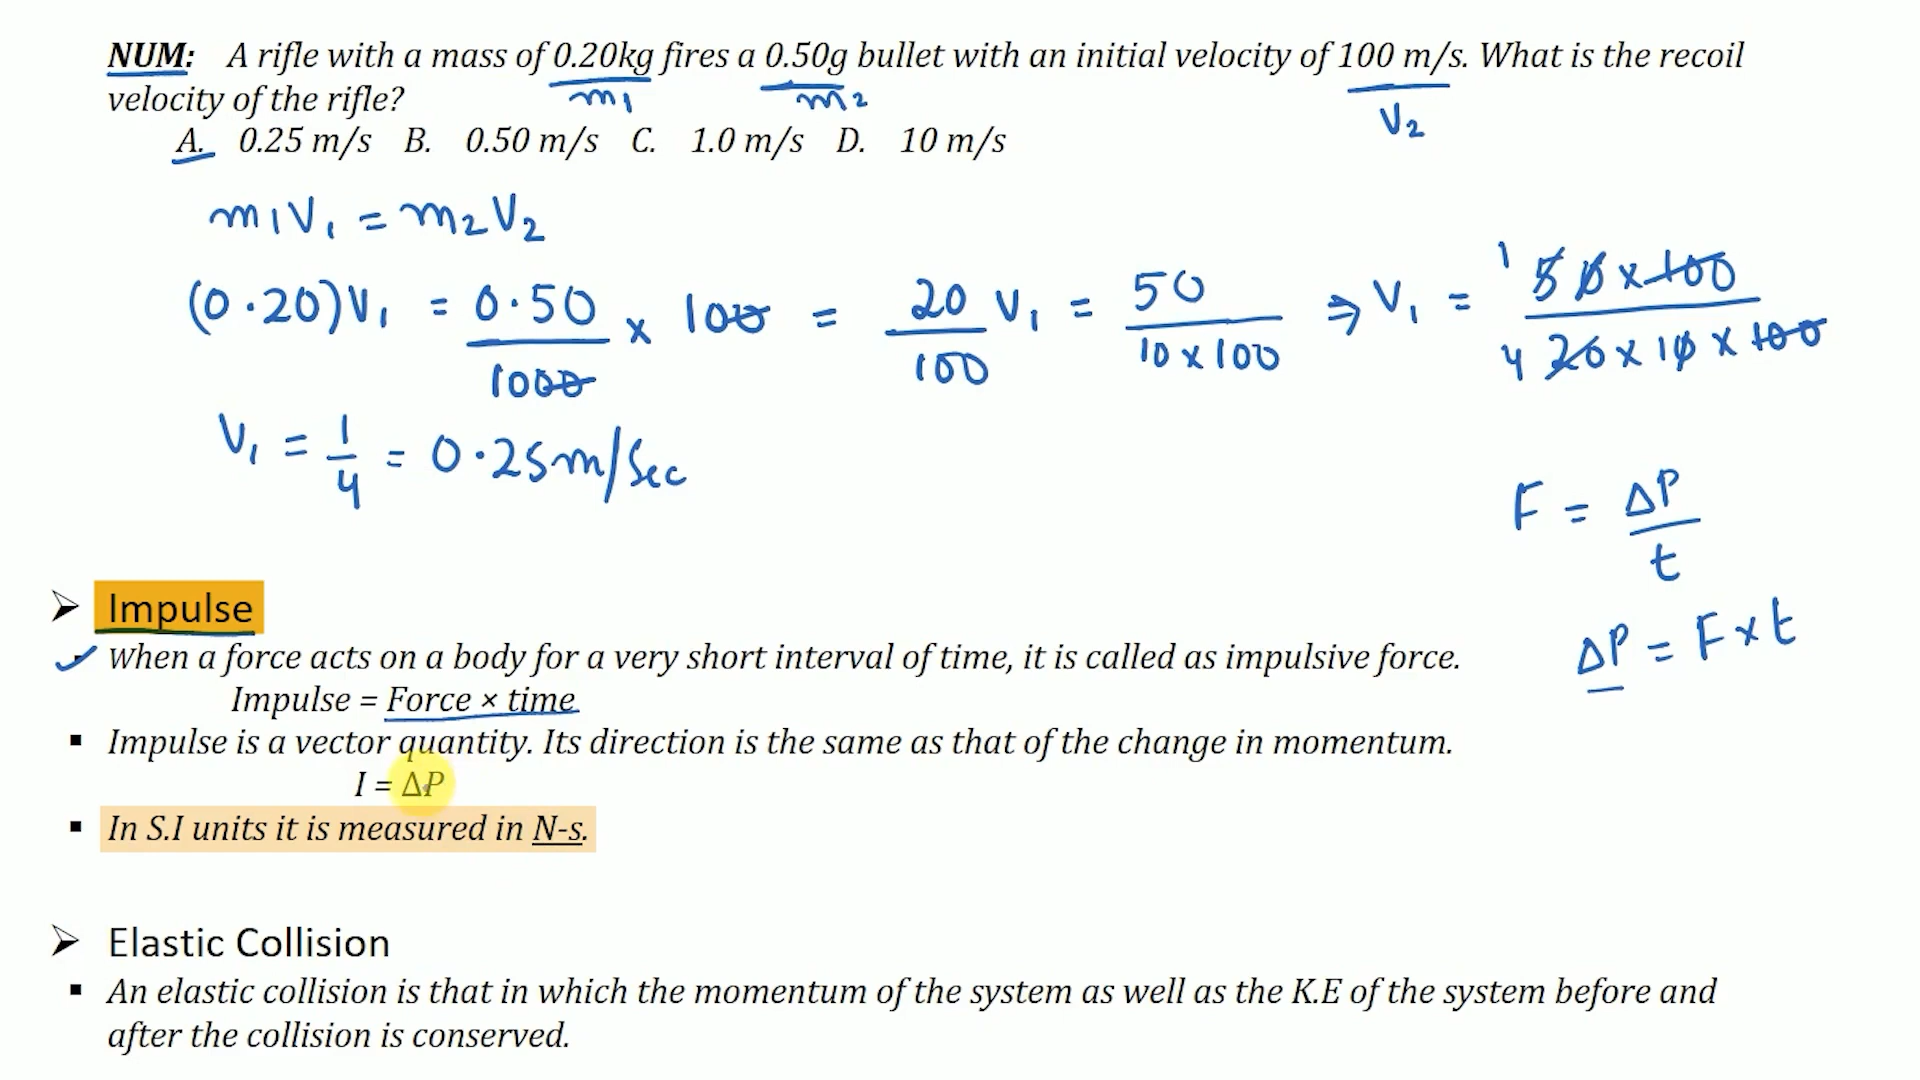 NUM: A rifle with a mass of 0.20kg fires a 0.50g bullet with an initial velocity of 100 m/s. What is the recoil
velocity of the rifle?
m1 m2 V2
A. 0.25 m/s B. 0.50 m/s C. 1.0 m/s D. 10 m/s
m1V1 = m2V2
(0.20)V1 = 0.50/1000 × 100 = 20/100 V1 = 50/10 × 100 ⇒ V1 = 1 50 × 100 / 4 20 × 10 × 100
V1 = 1/4 = 0.25m/Sec
F = ΔP/t
➢ Impulse
ΔP = F × t
▪ When a force acts on a body for a very short interval of time, it is called as impulsive force.
Impulse = Force × time
▪ Impulse is a vector quantity. Its direction is the same as that of the change in momentum.
I = ΔP
▪ In S.I units it is measured in N-s.
➢ Elastic Collision
▪ An elastic collision is that in which the momentum of the system as well as the K.E of the system before and
after the collision is conserved.